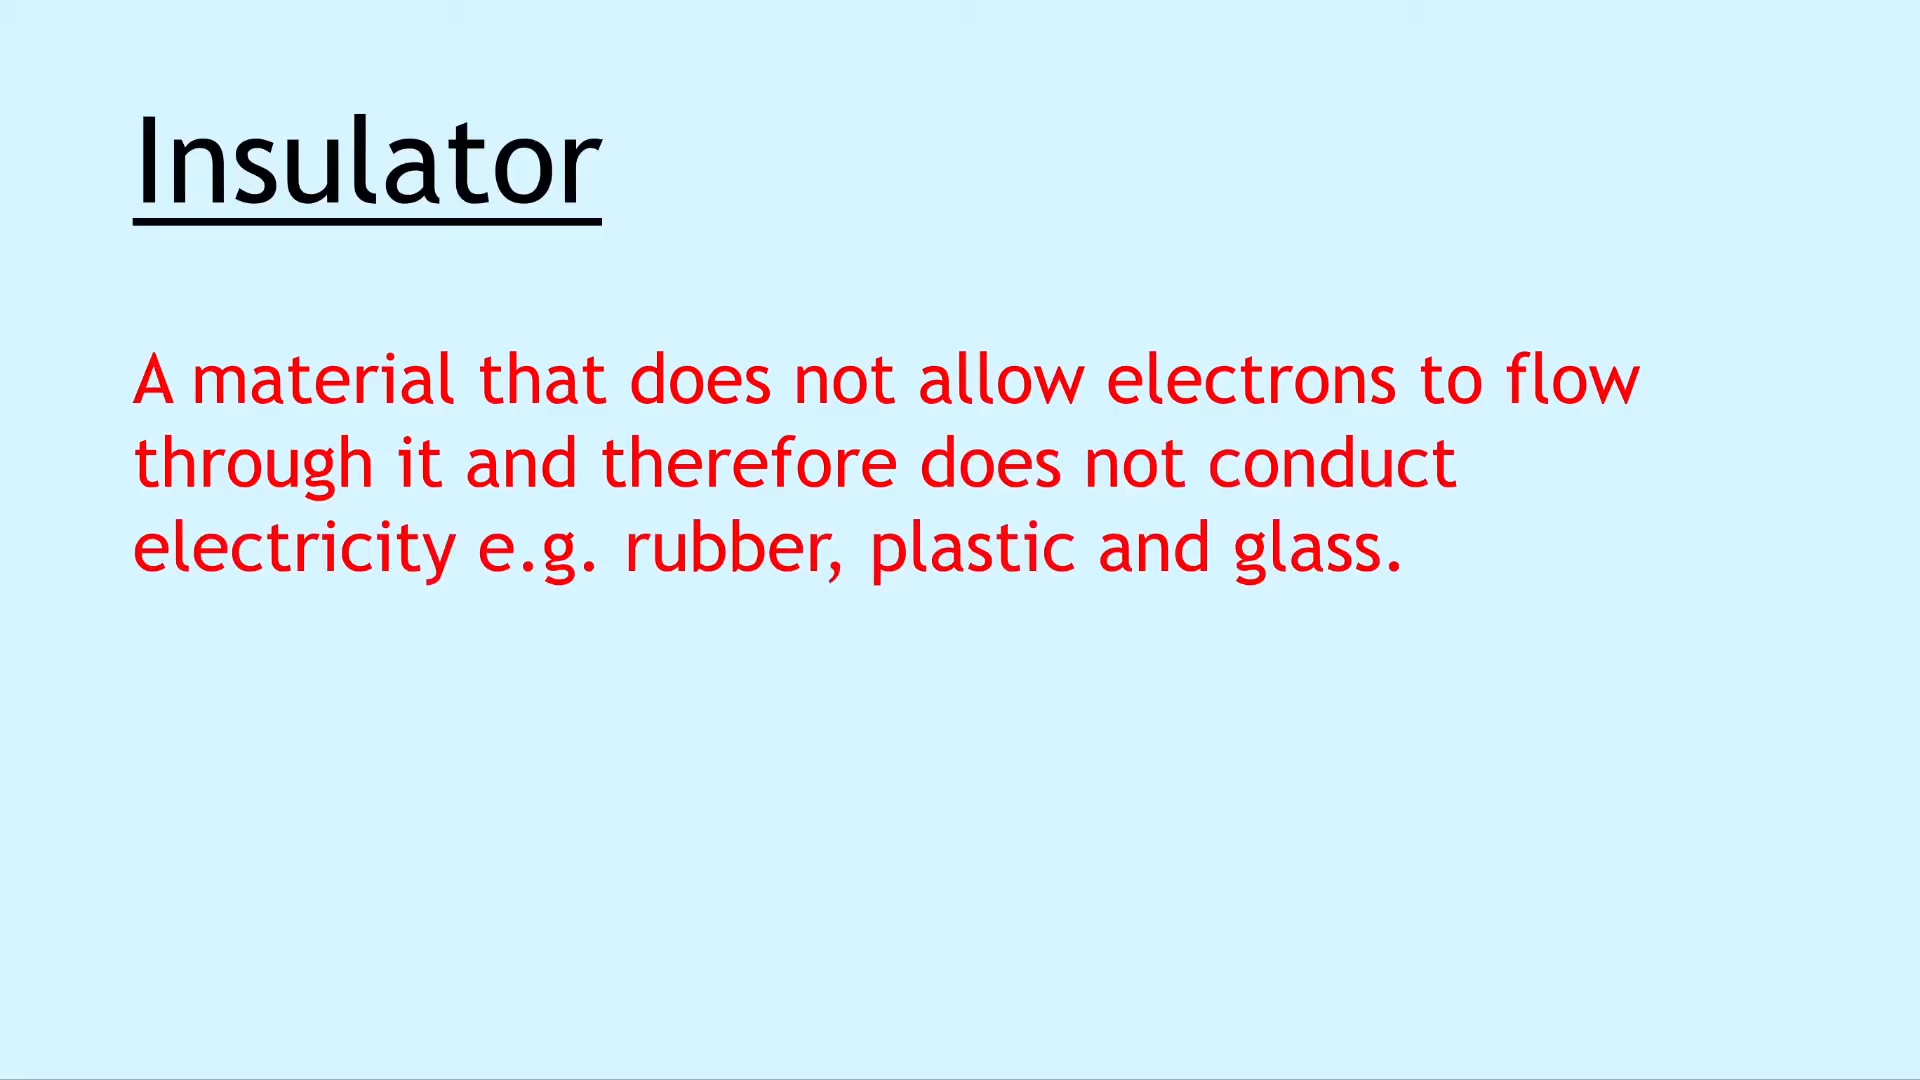 Insulator
A material that does not allow electrons to flow
through it and therefore does not conduct
electricity e.g. rubber, plastic and glass.